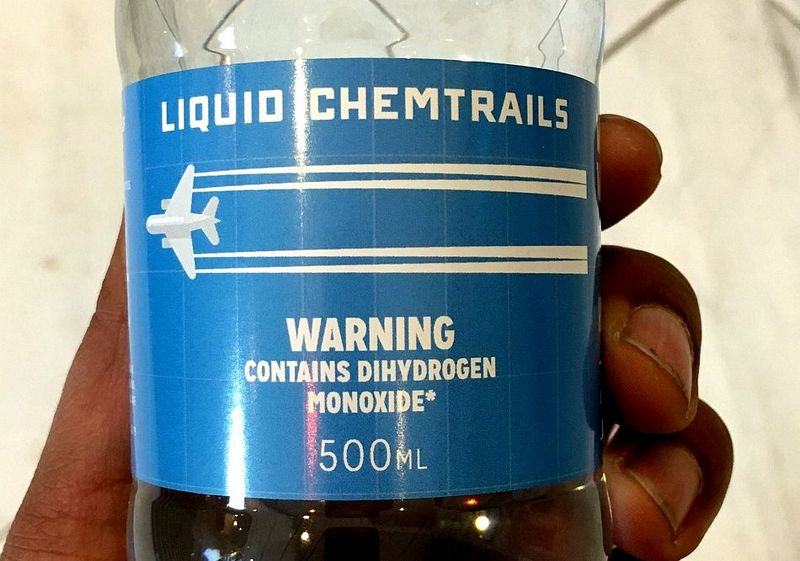 LIQUID CHEMTRAILS
WARNING
CONTAINS DIHYDROGEN
MONOXIDE*
500ML